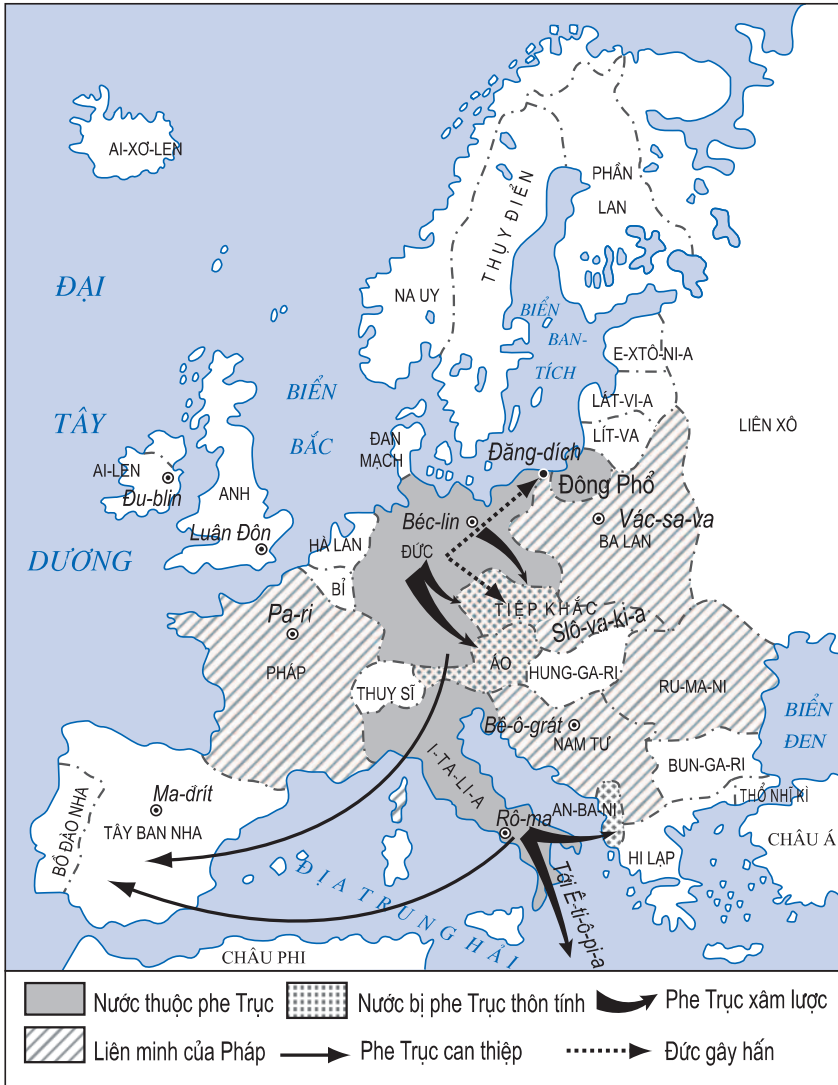 AI-XƠ-LEN
PHẦN
LAN
THỤY ĐIỂN
NA UY
ĐẠI
TÂY
DƯƠNG
BIỂN
BẮC
BIỂN
BAN-
TÍCH
E-XTÔ-NI-A
LÁT-VI-A
LÍT-VA
LIÊN XÔ
ĐAN
MẠCH
Đăng-dích
Đông Phổ
AI-LEN
Đu-blin
ANH
Luân Đôn
HÀ LAN
BỈ
Béc-lin
ĐỨC
Vác-sa-va
BA LAN
TIỆP KHẮC
Slô-va-ki-a
Pa-ri
PHÁP
THUỴ SĨ
ÁO
HUNG-GA-RI
RU-MA-NI
BIỂN
ĐEN
Bê-ô-grát
NAM TƯ
BUN-GA-RI
I-TA-LI-A
Rô-ma
AN-BA-NI
THỔ NHĨ KÌ
CHÂU Á
HI LẠP
BỒ ĐÀO NHA
Ma-đrít
TÂY BAN NHA
ĐỊA TRUNG HẢI
Tới Ê-ti-ô-pi-a
CHÂU PHI
Nước thuộc phe Trục
Nước bị phe Trục thôn tính
Phe Trục xâm lược
Liên minh của Pháp
Phe Trục can thiệp
Đức gây hấn